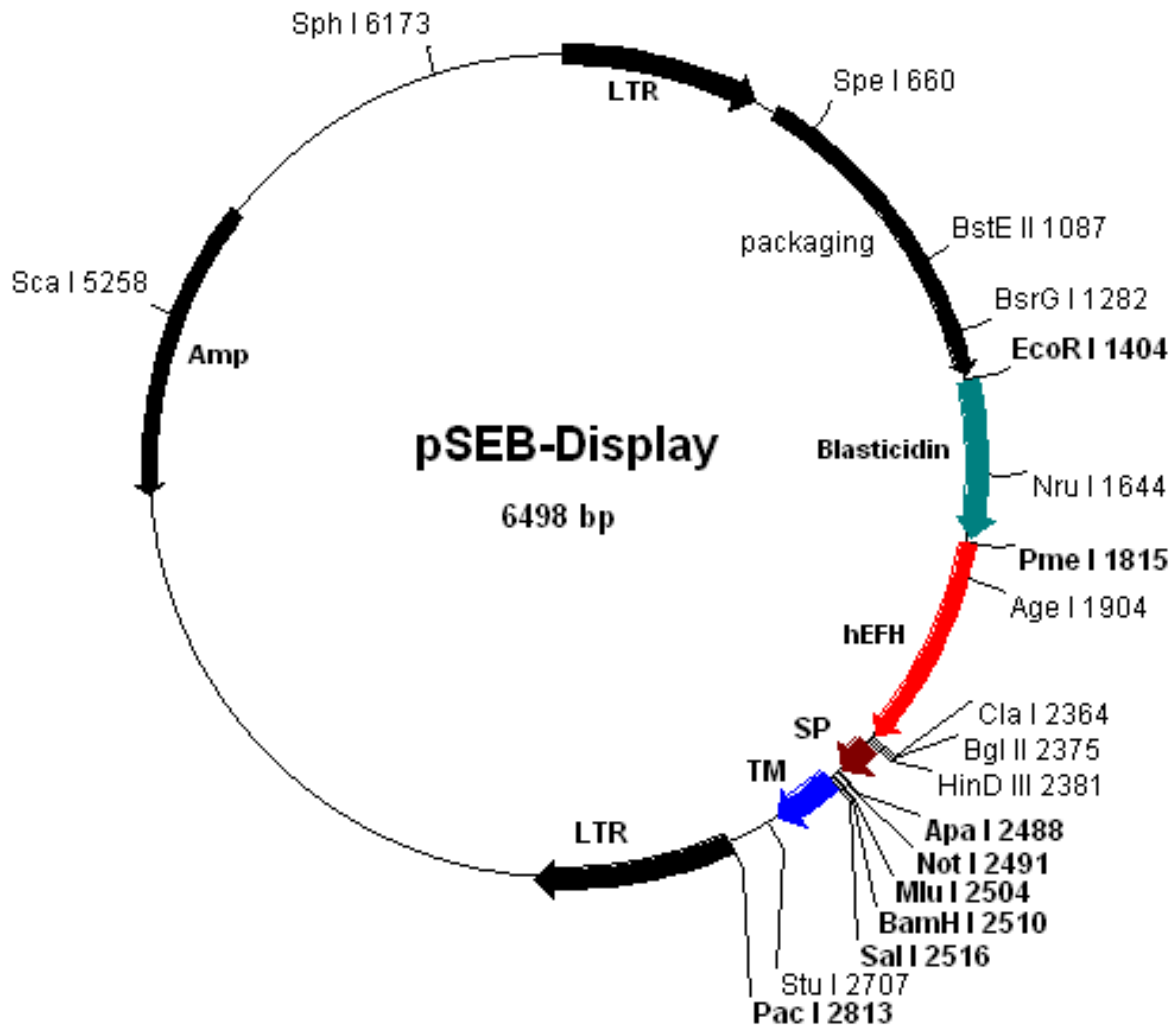 Sph I 6173
LTR
Spe I 660
packaging
BstE II 1087
BsrG I 1282
EcoR I 1404
Sca I 5258
Amp
pSEB-Display
6498 bp
Blasticidin
Nru I 1644
Pme I 1815
Age I 1904
hEFH
Cla I 2364
Bgl II 2375
HinD III 2381
SP
TM
Apa I 2488
Not I 2491
Mlu I 2504
BamH I 2510
Sal I 2516
LTR
Stu I 2707
Pac I 2813